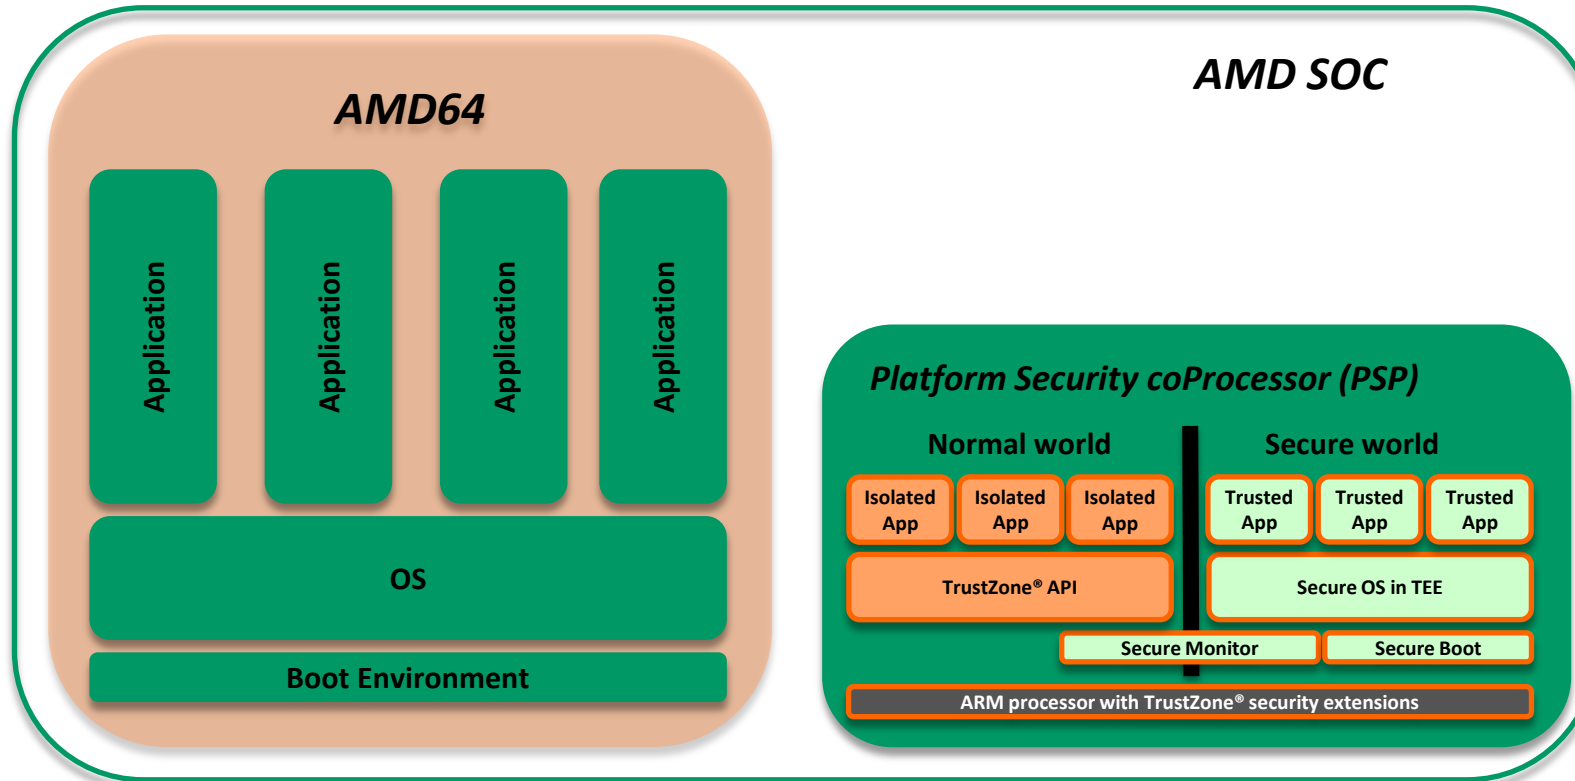 AMD SOC
AMD64
Application
Application
Application
Application
OS
Boot Environment
Platform Security coProcessor (PSP)
Normal world
Secure world
Isolated
App
Isolated
App
Isolated
App
Trusted
App
Trusted
App
Trusted
App
TrustZone® API
Secure OS in TEE
Secure Monitor
Secure Boot
ARM processor with TrustZone® security extensions